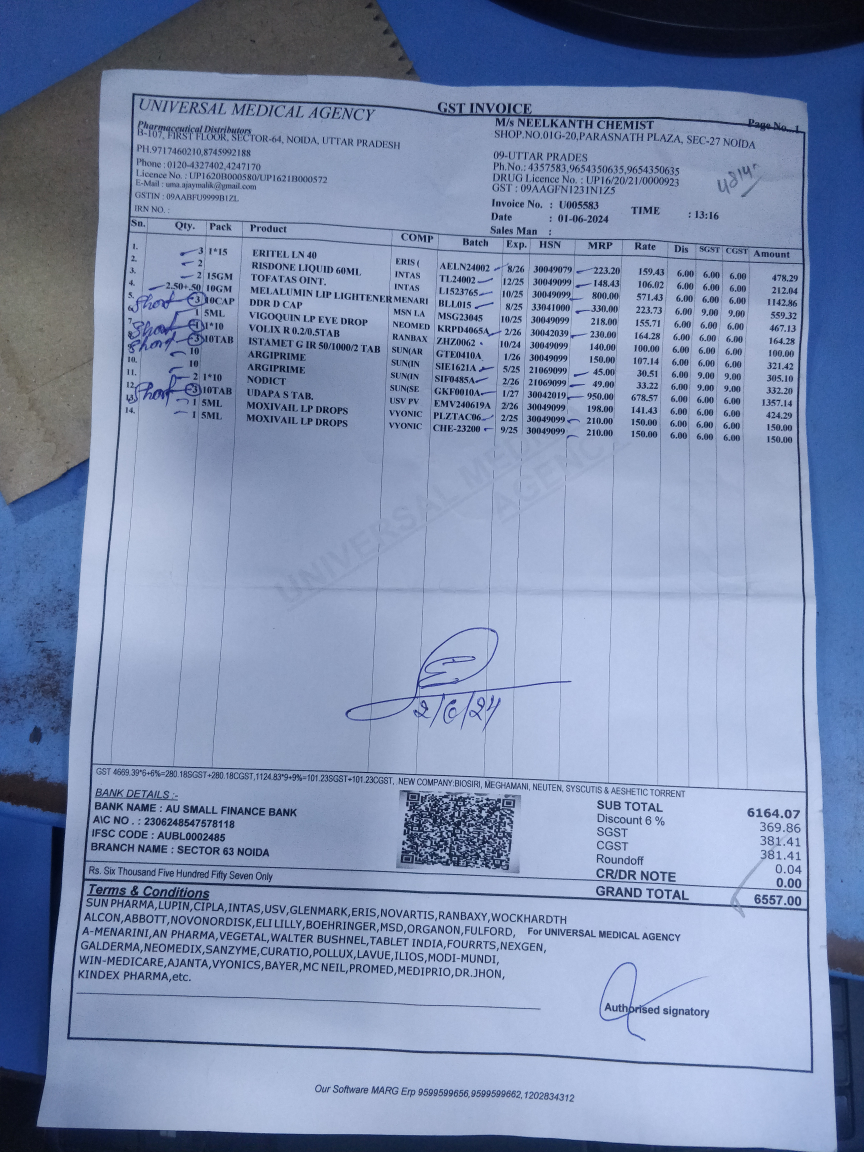 UNIVERSAL MEDICAL AGENCY
Pharmaceutical Distributors
B-107, FIRST FLOOR, SECTOR-64, NOIDA, UTTAR PRADESH
PH.9717460210,8745992188
Phone : 0120-4327402,4247170
Licence No. : UP1620B000580/UP1621B000572
E-Mail : uma.ajaymalik@gmail.com
GSTIN : 09AABFU9999B1ZL
IRN NO. :
GST INVOICE
Page No...1
M/s NEELKANTH CHEMIST
SHOP.NO.01G-20,PARASNATH PLAZA, SEC-27 NOIDA
09-UTTAR PRADES
Ph.No.: 4357583,9654350635,9654350635
DRUG Licence No. : UP16/20/21/0000923
GST : 09AAGFN1231N1Z5
Invoice No. : U005583
Date : 01-06-2024 TIME : 13:16
Sales Man :
Sn. Qty. Pack Product COMP Batch Exp. HSN MRP Rate Dis SGST CGST Amount
1. 3 1*15 ERITEL LN 40 ERIS ( AELN24002 8/26 30049079 223.20 159.43 6.00 6.00 6.00 478.29
2. 2 RISDONE LIQUID 60ML INTAS TL24002 12/25 30049099 148.43 106.02 6.00 6.00 6.00 212.04
3. 2 15GM TOFATAS OINT. INTAS L1523765 10/25 30049099 800.00 571.43 6.00 6.00 6.00 1142.86
4. 2.50+.50 10GM MELALUMIN LIP LIGHTENER MENARI BLL015 8/25 33041000 330.00 223.73 6.00 9.00 9.00 559.32
Short 3 10CAP DDR D CAP MSN LA MSG23045 10/25 30049099 218.00 155.71 6.00 6.00 6.00 467.13
6. 1 5ML VIGOQUIN LP EYE DROP NEOMED KRPD4065A 2/26 30042039 230.00 164.28 6.00 6.00 6.00 164.28
Short 1 1*10 VOLIX R 0.2/0.5TAB RANBAX ZHZ0062 10/24 30049099 140.00 100.00 6.00 6.00 6.00 100.00
Short 3 10TAB ISTAMET G IR 50/1000/2 TAB SUN(AR GTE0410A 1/26 30049099 150.00 107.14 6.00 6.00 6.00 321.42
10 ARGIPRIME SUN(IN SIE1621A 5/25 21069099 45.00 30.51 6.00 9.00 9.00 305.10
10. 10 ARGIPRIME SUN(IN SIF0485A 2/26 21069099 49.00 33.22 6.00 9.00 9.00 332.20
11. 2 1*10 NODICT SUN(SE GKF0010A 1/27 30042019 950.00 678.57 6.00 6.00 6.00 1357.14
12. Short 3 10TAB UDAPA S TAB. USV PV EMV240619A 2/26 30049099 198.00 141.43 6.00 6.00 6.00 424.29
13. 1 5ML MOXIVAIL LP DROPS VYONIC PLZTAC06 2/25 30049099 210.00 150.00 6.00 6.00 6.00 150.00
14. 1 5ML MOXIVAIL LP DROPS VYONIC CHE-23200 9/25 30049099 210.00 150.00 6.00 6.00 6.00 150.00
UNIVERSAL MEDICAL AGENCY
2/6/24
GST 4669.39*6+6%=280.18SGST+280.18CGST,1124.83*9+9%=101.23SGST+101.23CGST, NEW COMPANY:BIOSIRI, MEGHAMANI, NEUTEN, SYSCUTIS & AESHETIC TORRENT
BANK DETAILS :-
BANK NAME : AU SMALL FINANCE BANK
A\C NO . : 2306248547578118
IFSC CODE : AUBL0002485
BRANCH NAME : SECTOR 63 NOIDA
SUB TOTAL 6164.07
Discount 6 % 369.86
SGST 381.41
CGST 381.41
Roundoff 0.04
CR/DR NOTE 0.00
GRAND TOTAL 6557.00
Rs. Six Thousand Five Hundred Fifty Seven Only
Terms & Conditions
SUN PHARMA,LUPIN,CIPLA,INTAS,USV,GLENMARK,ERIS,NOVARTIS,RANBAXY,WOCKHARDTH
ALCON,ABBOTT,NOVONORDISK,ELI LILLY,BOEHRINGER,MSD,ORGANON,FULFORD,
A-MENARINI,AN PHARMA,VEGETAL,WALTER BUSHNEL,TABLET INDIA,FOURRTS,NEXGEN,
GALDERMA,NEOMEDIX,SANZYME,CURATIO,POLLUX,LAVUE,ILIOS,MODI-MUNDI,
WIN-MEDICARE,AJANTA,VYONICS,BAYER,MC NEIL,PROMED,MEDIPRIO,DR.JHON,
KINDEX PHARMA,etc.
For UNIVERSAL MEDICAL AGENCY
Authorised signatory
Our Software MARG Erp 9599599656,9599599662,1202834312